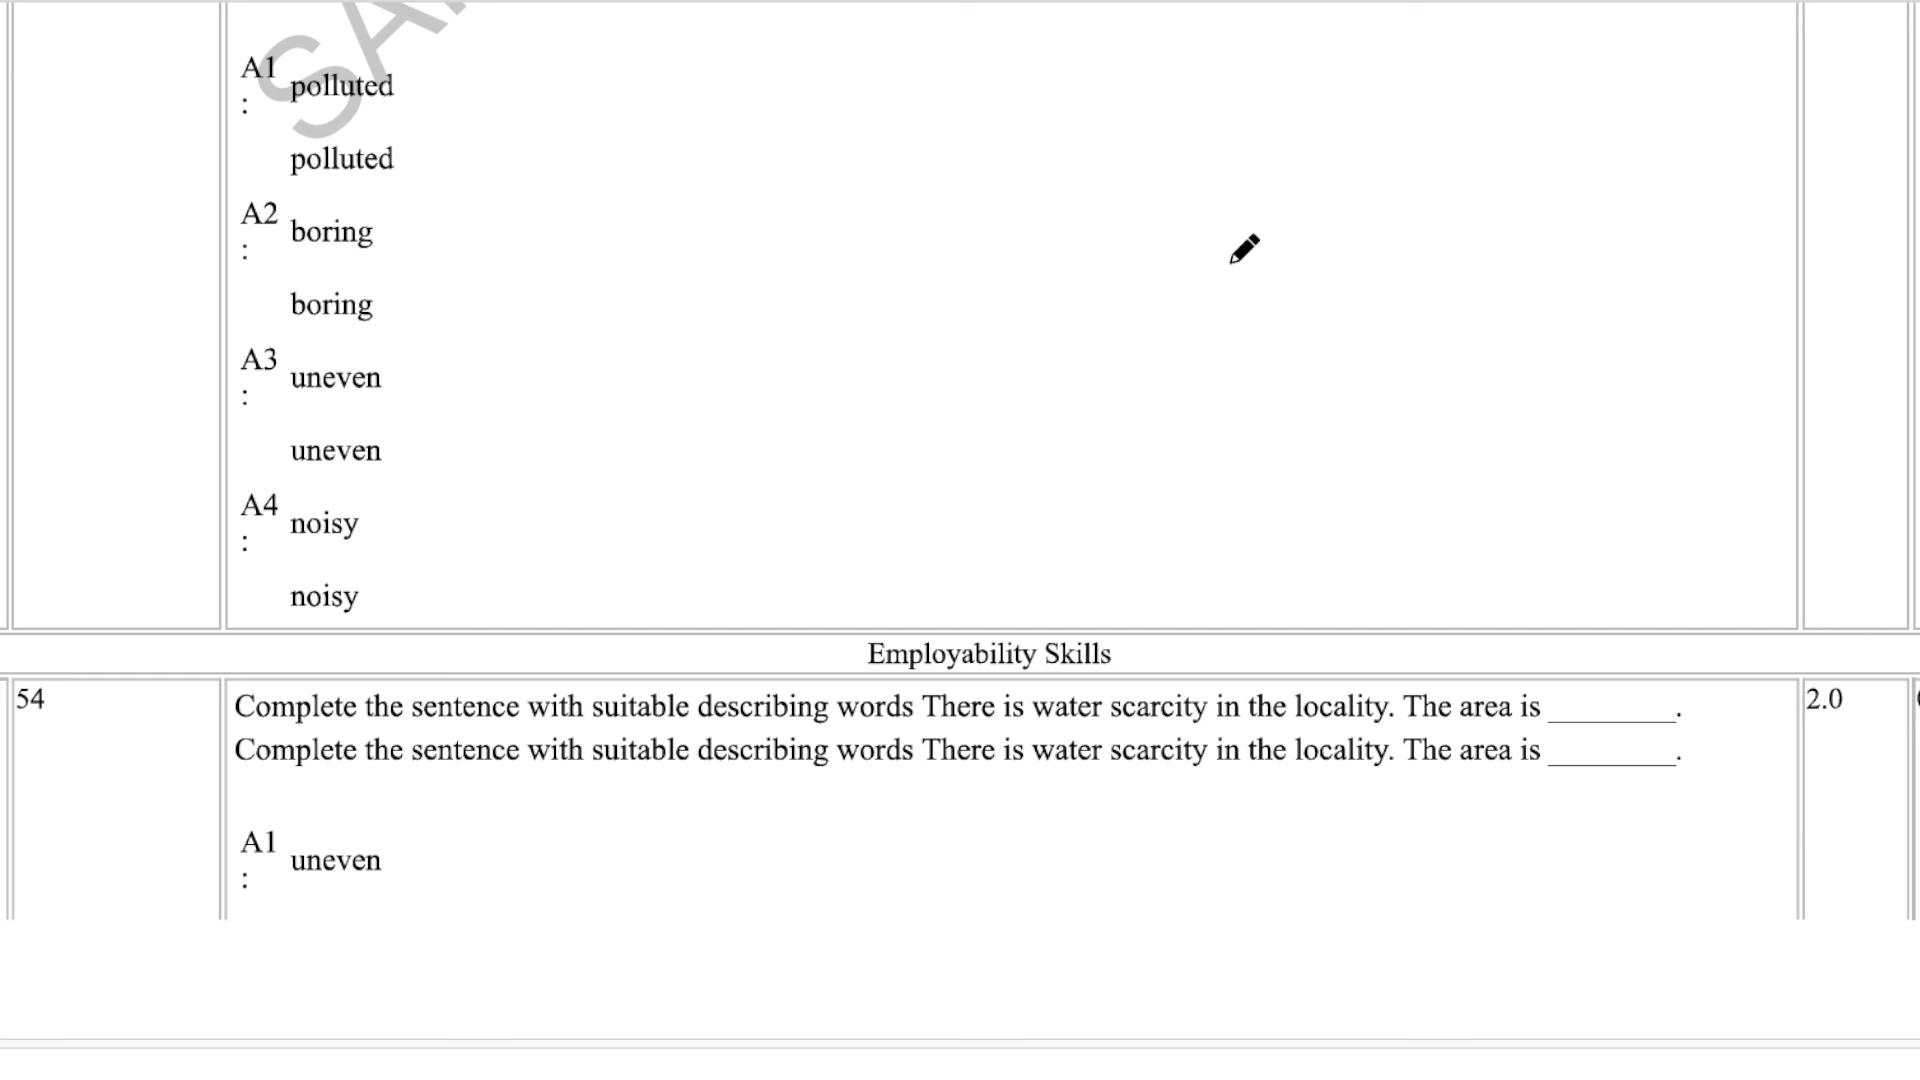 A1
:
polluted
polluted
A2
:
boring
boring
A3
:
uneven
uneven
A4
:
noisy
noisy
Employability Skills
54
Complete the sentence with suitable describing words There is water scarcity in the locality. The area is ________.
2.0
Complete the sentence with suitable describing words There is water scarcity in the locality. The area is ________.
A1
:
uneven